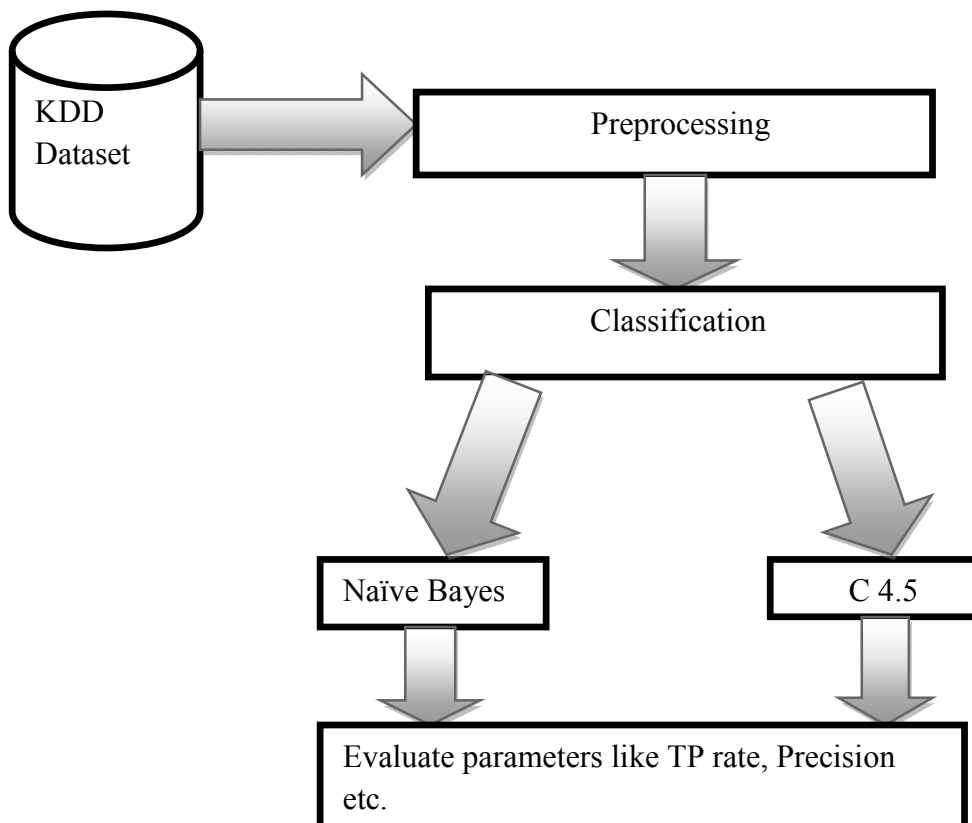 KDD
Dataset
Preprocessing
Classification
Naïve Bayes
C 4.5
Evaluate parameters like TP rate, Precision
etc.